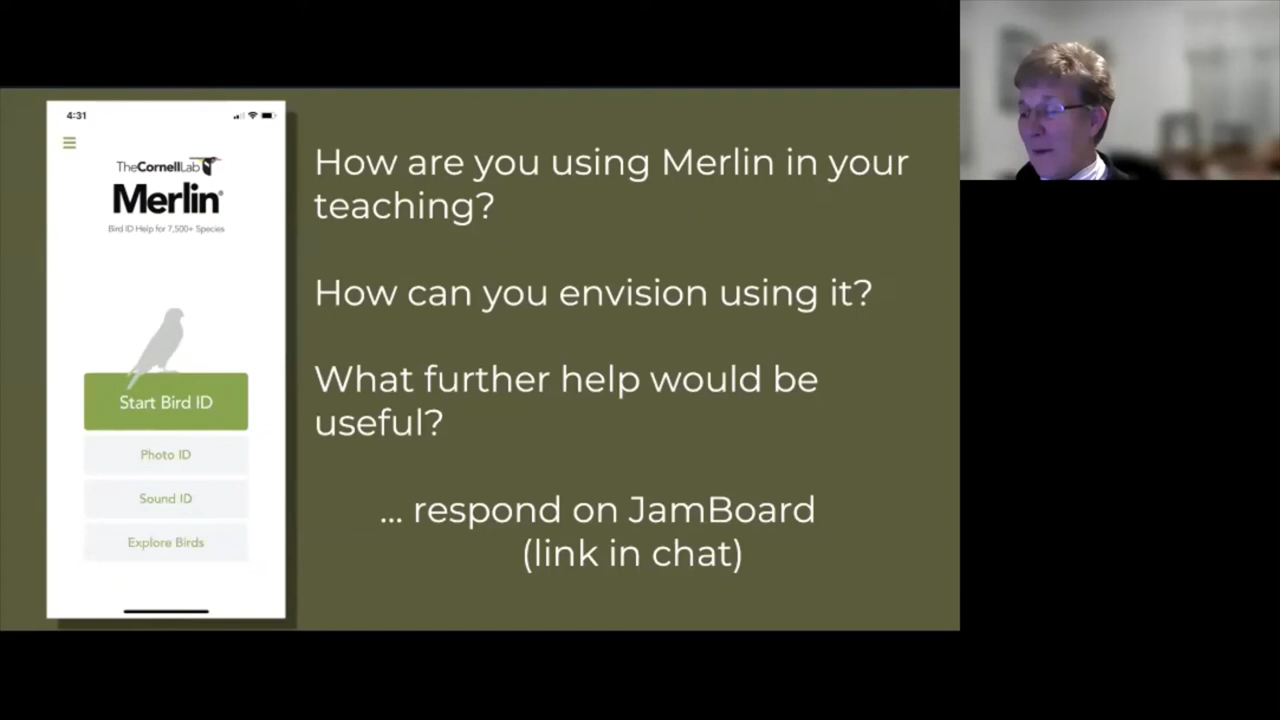 4:31
TheCornellLab
Merlin®
Bird ID Help for 7,500+ Species
Start Bird ID
Photo ID
Sound ID
Explore Birds
How are you using Merlin in your
teaching?
How can you envision using it?
What further help would be
useful?
... respond on JamBoard
(link in chat)